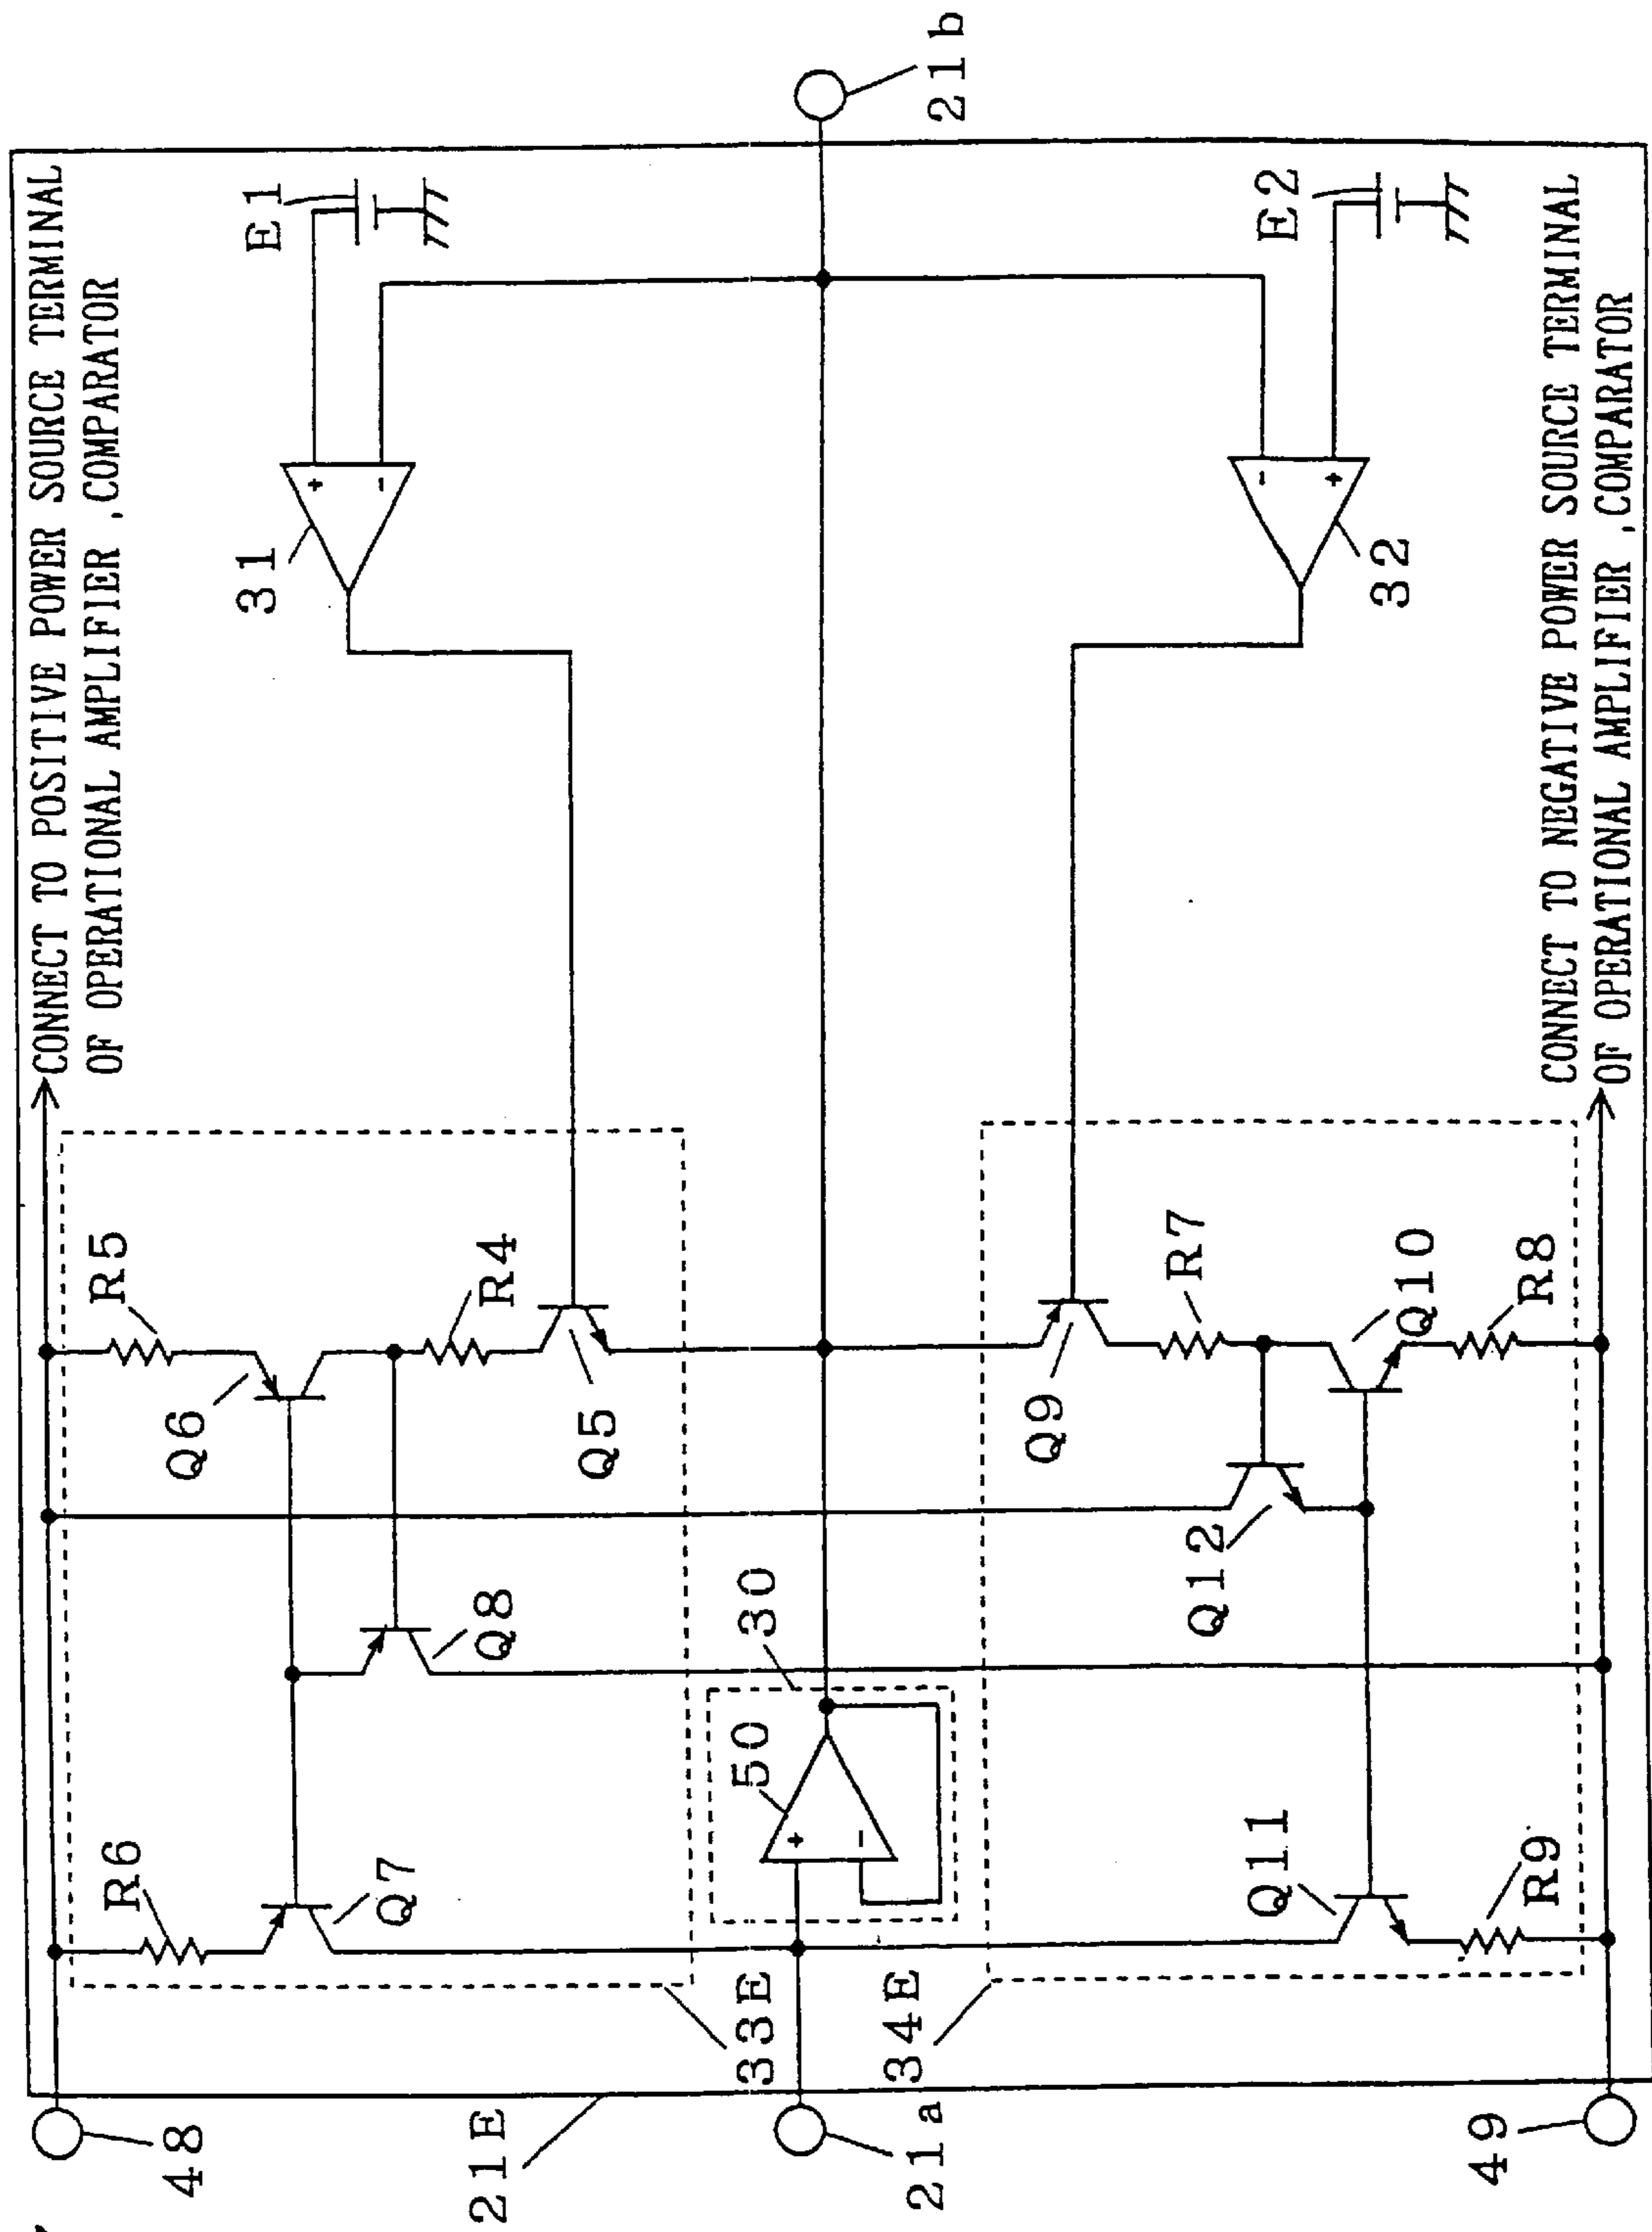 48
21E
21a
49
33E
34E
R6
Q7
50
30
Q11
R9
Q8
Q12
Q6
R5
R4
Q5
Q9
R7
Q10
R8
CONNECT TO POSITIVE POWER SOURCE TERMINAL
OF OPERATIONAL AMPLIFIER ,COMPARATOR
CONNECT TO NEGATIVE POWER SOURCE TERMINAL
OF OPERATIONAL AMPLIFIER ,COMPARATOR
31
32
E1
E2
21b
+
-
+
-
-
+